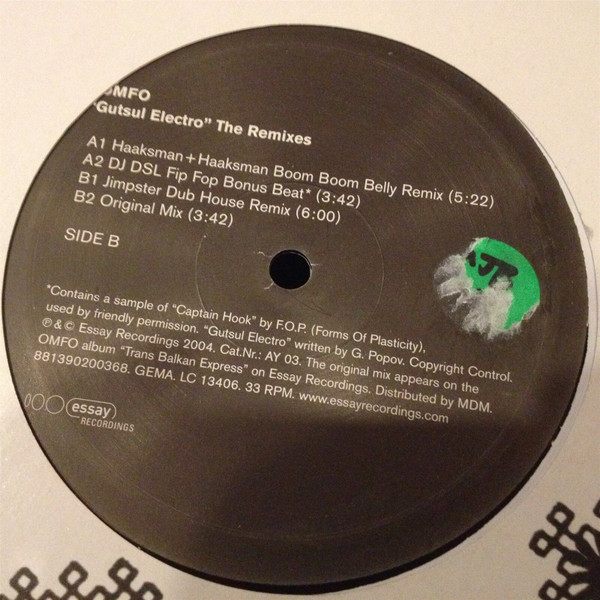 OMFO
"Gutsul Electro" The Remixes
A1 Haaksman+Haaksman Boom Boom Belly Remix (5:22)
A2 DJ DSL Fip Fop Bonus Beat* (3:42)
B1 Jimpster Dub House Remix (6:00)
B2 Original Mix (3:42)
SIDE B
*Contains a sample of "Captain Hook" by F.O.P. (Forms Of Plasticity),
used by friendly permission. "Gutsul Electro" written by G. Popov. Copyright Control.
℗ & © Essay Recordings 2004. Cat.Nr.: AY 03. The original mix appears on the
OMFO album "Trans Balkan Express" on Essay Recordings. Distributed by MDM.
881390200368. GEMA. LC 13406. 33 RPM. www.essayrecordings.com
essay
RECORDINGS